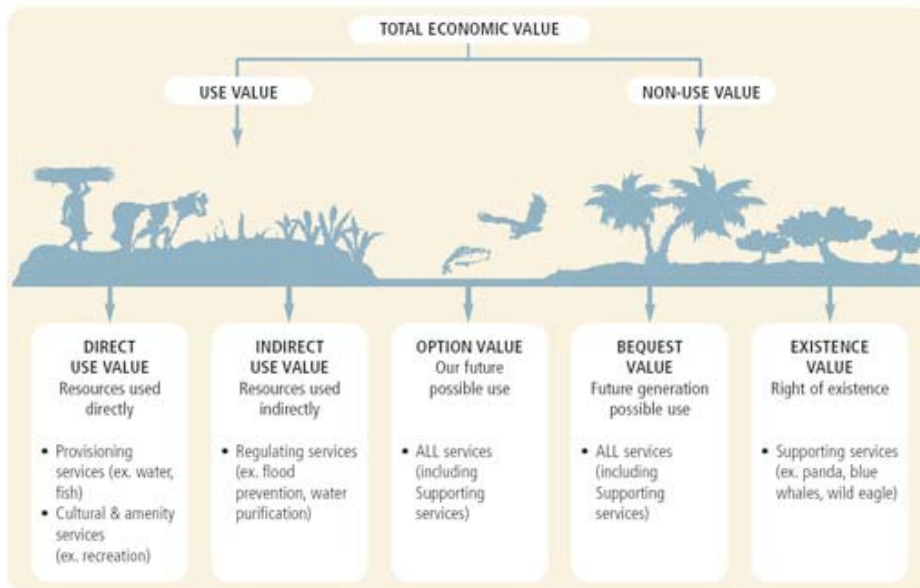 TOTAL ECONOMIC VALUE
USE VALUE
NON-USE VALUE
DIRECT
USE VALUE
Resources used
directly
• Provisioning
services (ex. water,
fish)
• Cultural & amenity
services
(ex. recreation)
INDIRECT
USE VALUE
Resources used
indirectly
• Regulating services
(ex. flood
prevention, water
purification)
OPTION VALUE
Our future
possible use
• ALL services
(including
Supporting
services)
BEQUEST
VALUE
Future generation
possible use
• ALL services
(including
Supporting
services)
EXISTENCE
VALUE
Right of existence
• Supporting services
(ex. panda, blue
whales, wild eagle)